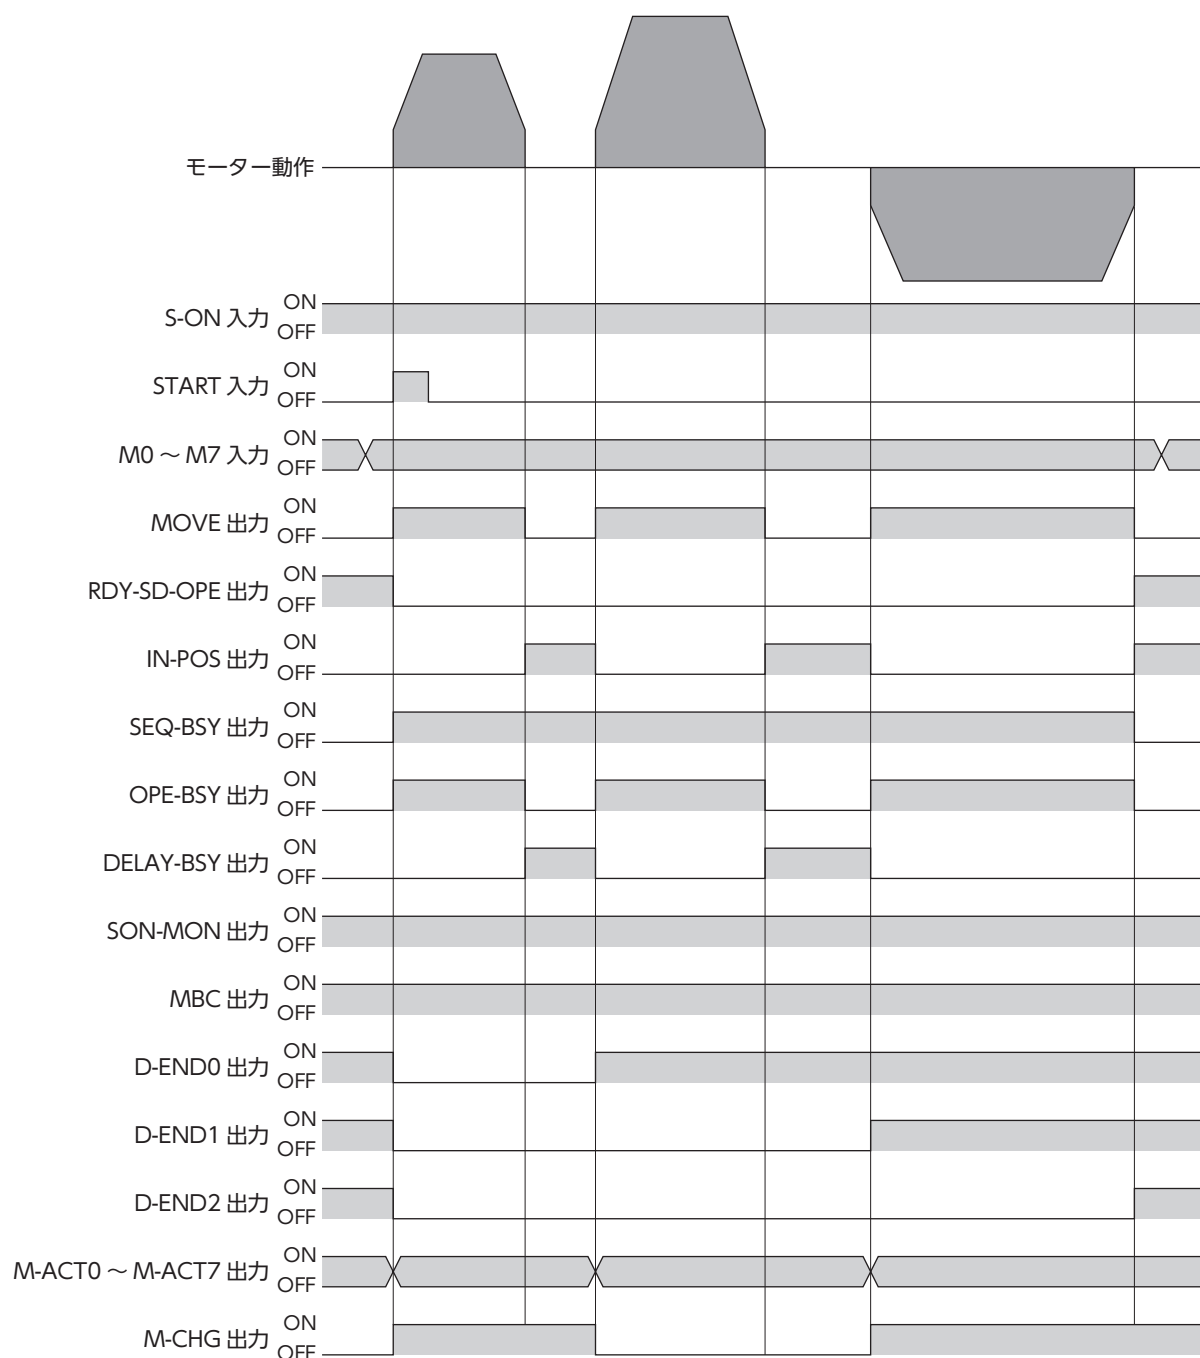 モーター動作
S-ON 入力 ON
OFF
START 入力 ON
OFF
M0 ～ M7 入力 ON
OFF
MOVE 出力 ON
OFF
RDY-SD-OPE 出力 ON
OFF
IN-POS 出力 ON
OFF
SEQ-BSY 出力 ON
OFF
OPE-BSY 出力 ON
OFF
DELAY-BSY 出力 ON
OFF
SON-MON 出力 ON
OFF
MBC 出力 ON
OFF
D-END0 出力 ON
OFF
D-END1 出力 ON
OFF
D-END2 出力 ON
OFF
M-ACT0 ～ M-ACT7 出力 ON
OFF
M-CHG 出力 ON
OFF